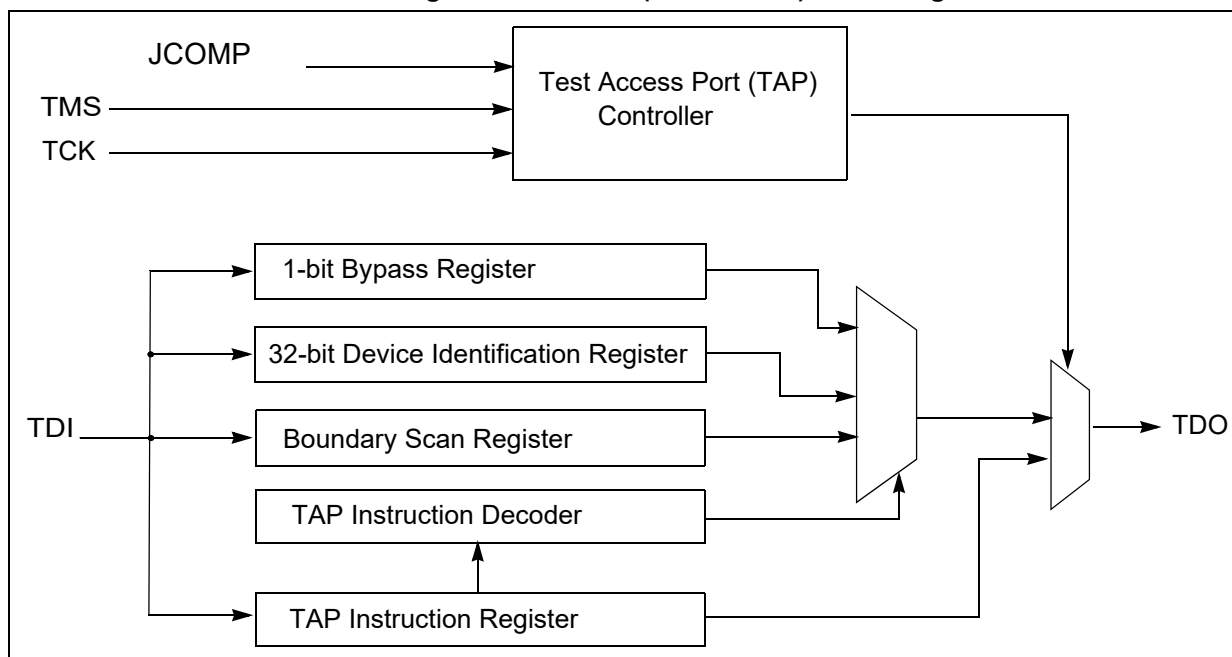 JCOMP
TMS
TCK
Test Access Port (TAP)
Controller
1-bit Bypass Register
32-bit Device Identification Register
Boundary Scan Register
TAP Instruction Decoder
TAP Instruction Register
TDI
TDO